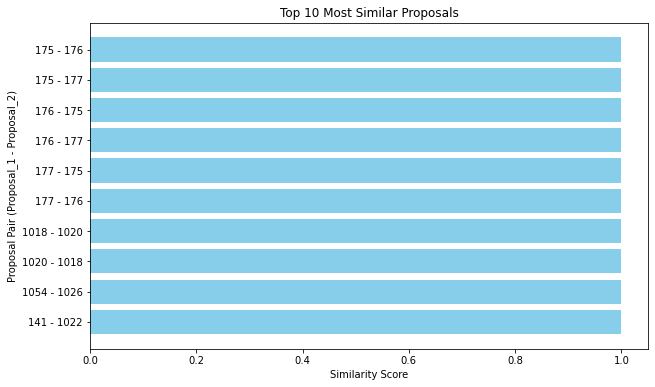 Top 10 Most Similar Proposals
Proposal Pair (Proposal_1 - Proposal_2)
175 - 176
175 - 177
176 - 175
176 - 177
177 - 175
177 - 176
1018 - 1020
1020 - 1018
1054 - 1026
141 - 1022
0.0 0.2 0.4 0.6 0.8 1.0
Similarity Score